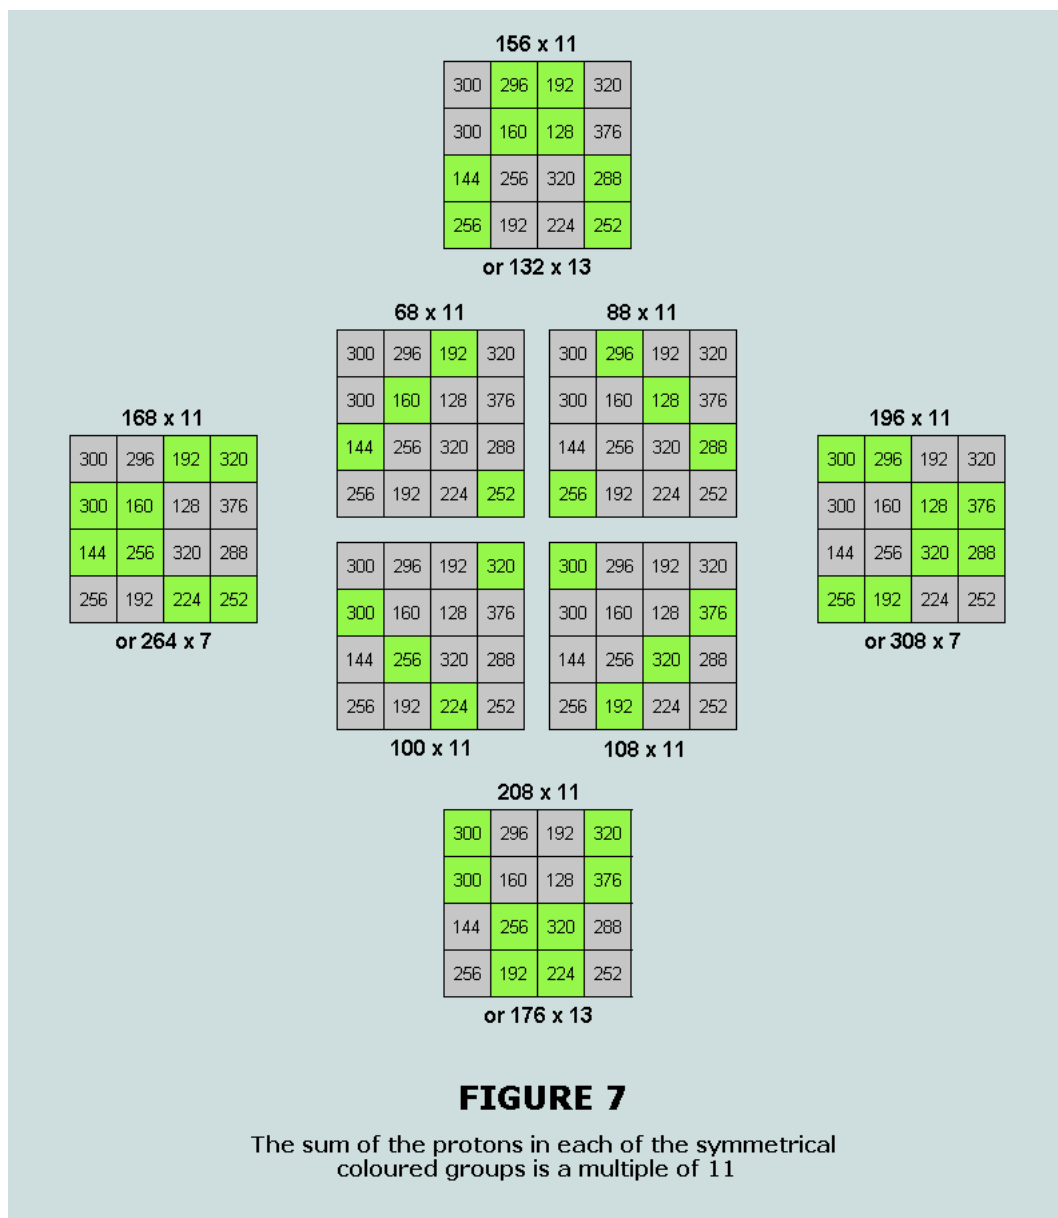 156 x 11
300 296 192 320
300 160 128 376
144 256 320 288
256 192 224 252
or 132 x 13
68 x 11
300 296 192 320
300 160 128 376
144 256 320 288
256 192 224 252
88 x 11
300 296 192 320
300 160 128 376
144 256 320 288
256 192 224 252
168 x 11
300 296 192 320
300 160 128 376
144 256 320 288
256 192 224 252
or 264 x 7
196 x 11
300 296 192 320
300 160 128 376
144 256 320 288
256 192 224 252
or 308 x 7
300 296 192 320
300 160 128 376
144 256 320 288
256 192 224 252
100 x 11
300 296 192 320
300 160 128 376
144 256 320 288
256 192 224 252
108 x 11
208 x 11
300 296 192 320
300 160 128 376
144 256 320 288
256 192 224 252
or 176 x 13
FIGURE 7
The sum of the protons in each of the symmetrical
coloured groups is a multiple of 11